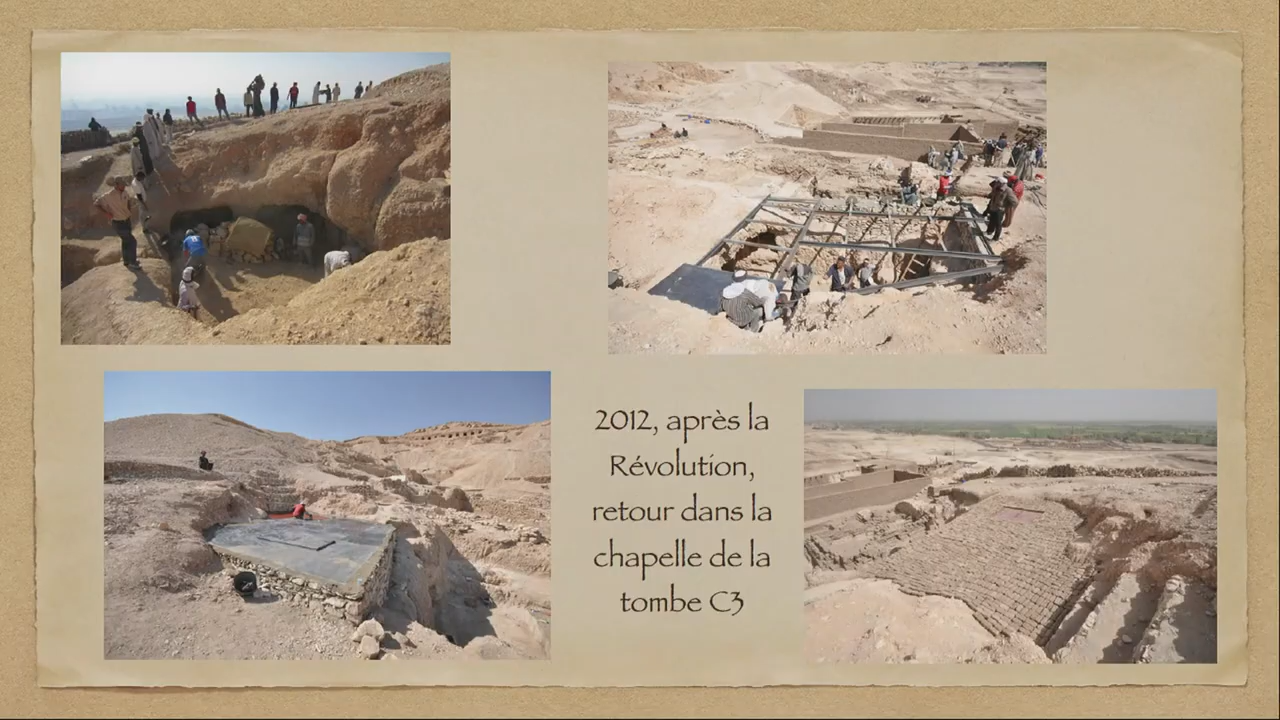 2012, après la
Révolution,
retour dans la
chapelle de la
tombe C3